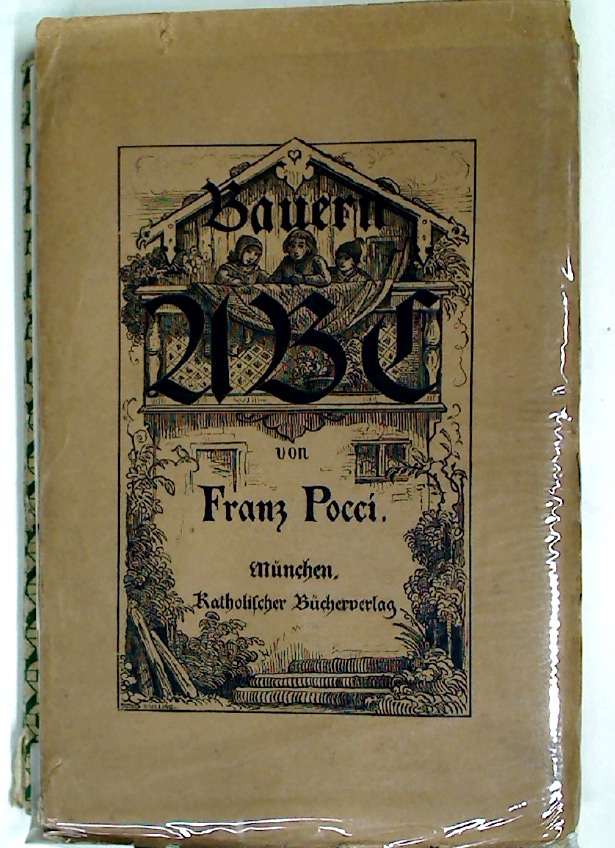 Bauern
ABC
von
Franz Pocci.
München.
Katholischer Bücherverlag